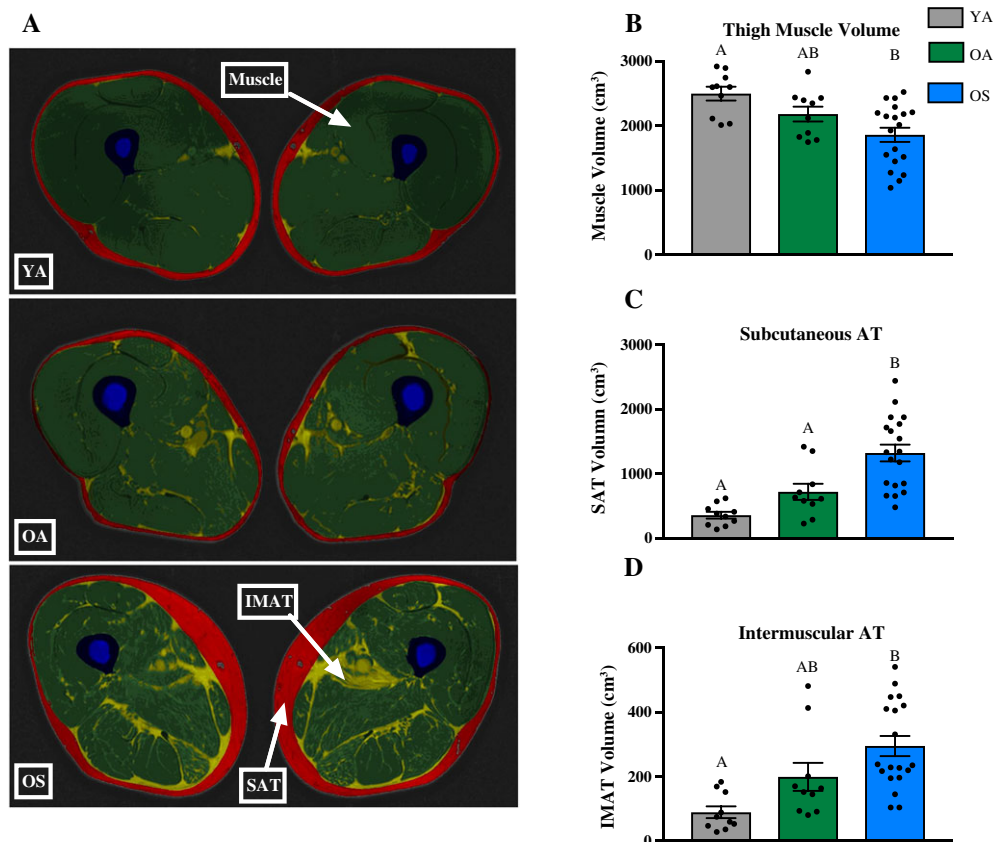 A
Muscle
YA
OA
IMAT
SAT
OS
B
Thigh Muscle Volume
YA
OA
OS
A
AB
B
Muscle Volume (cm³)
3000
2000
1000
0
C
Subcutaneous AT
SAT Volumn (cm³)
3000
2000
1000
0
A
A
B
D
Intermuscular AT
IMAT Volume (cm³)
600
400
200
0
A
AB
B